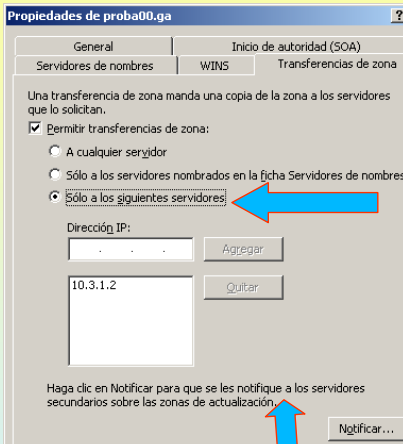 Propiedades de proba00.ga
?
General
Inicio de autoridad (SOA)
Servidores de nombres
WINS
Transferencias de zona
Una transferencia de zona manda una copia de la zona a los servidores
que lo solicitan.
Permitir transferencias de zona:
A cualquier servidor
Sólo a los servidores nombrados en la ficha Servidores de nombres
Sólo a los siguientes servidores
Dirección IP:
. . .
Agregar
10.3.1.2
Quitar
Haga clic en Notificar para que se les notifique a los servidores
secundarios sobre las zonas de actualización.
Notificar...